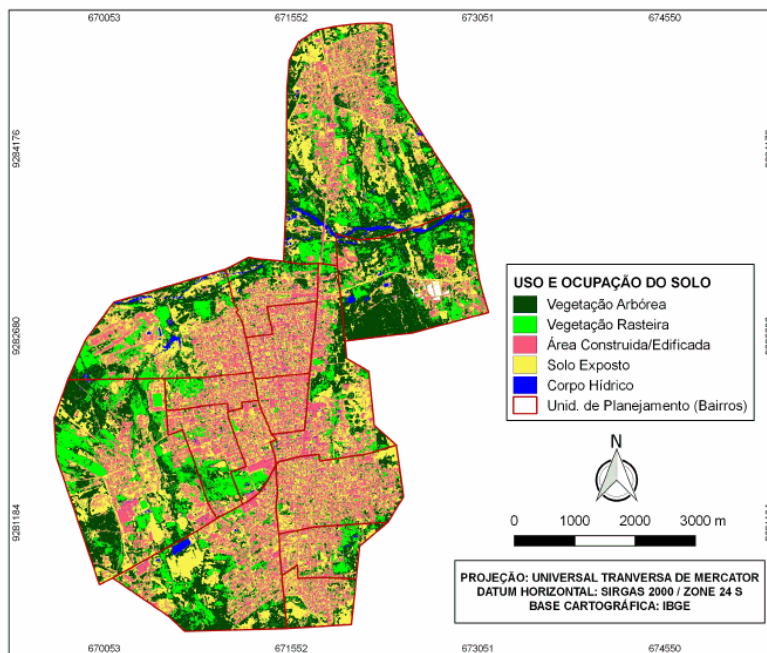 670053 671552 673051 674550
9284176
USO E OCUPAÇÃO DO SOLO
Vegetação Arbórea
Vegetação Rasteira
Área Construida/Edificada
Solo Exposto
Corpo Hídrico
Unid. de Planejamento (Bairros)
9282680
N
9281184
0 1000 2000 3000 m
PROJEÇÃO: UNIVERSAL TRANVERSA DE MERCATOR
DATUM HORIZONTAL: SIRGAS 2000 / ZONE 24 S
BASE CARTOGRÁFICA: IBGE
670053 671552 673051 674550